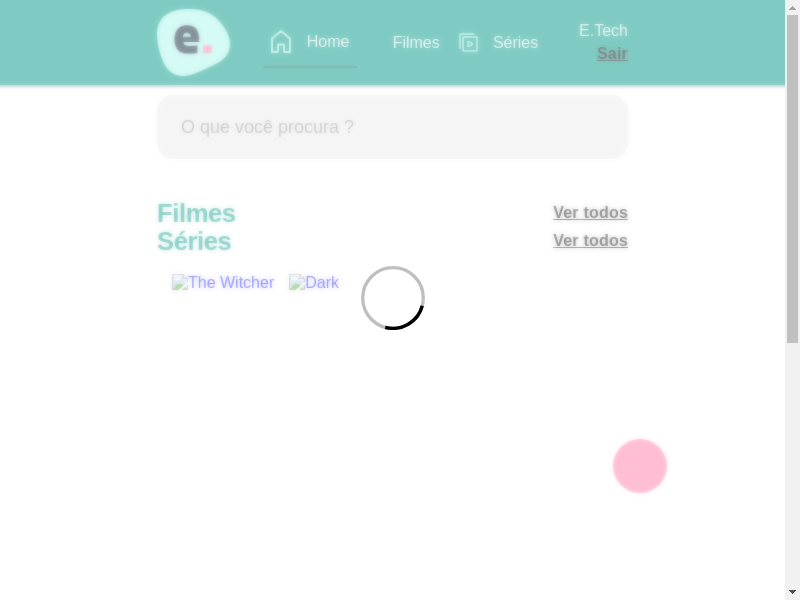 e.
Home
Filmes
Séries
E.Tech
Sair
O que você procura ?
Filmes
Ver todos
Séries
Ver todos
The Witcher
Dark